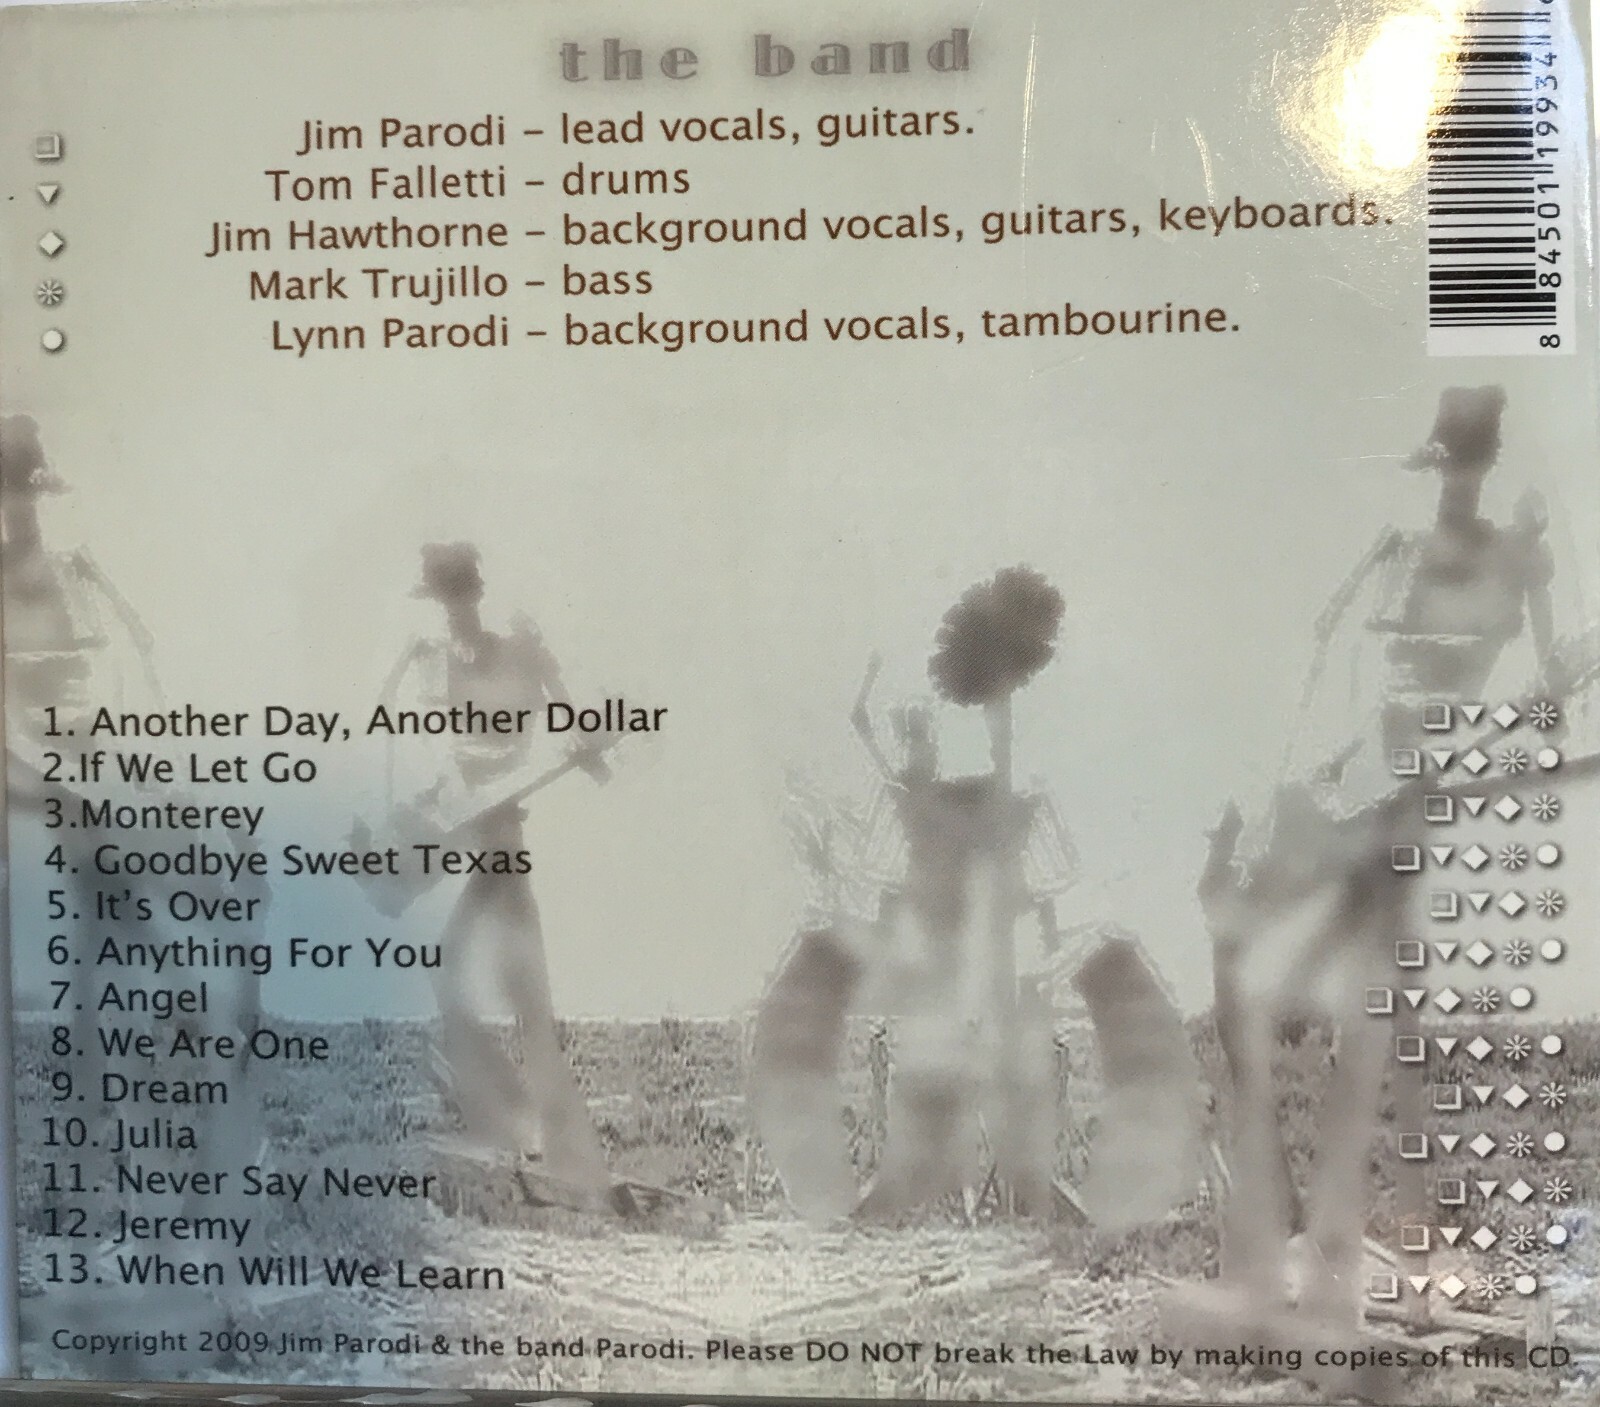 the band
Jim Parodi – lead vocals, guitars.
Tom Falletti – drums
Jim Hawthorne – background vocals, guitars, keyboards.
Mark Trujillo – bass
Lynn Parodi – background vocals, tambourine.
8 84501 19934
1. Another Day, Another Dollar
2.If We Let Go
3.Monterey
4. Goodbye Sweet Texas
5. It's Over
6. Anything For You
7. Angel
8. We Are One
9. Dream
10. Julia
11. Never Say Never
12. Jeremy
13. When Will We Learn
Copyright 2009 Jim Parodi & the band Parodi. Please DO NOT break the Law by making copies of this CD.